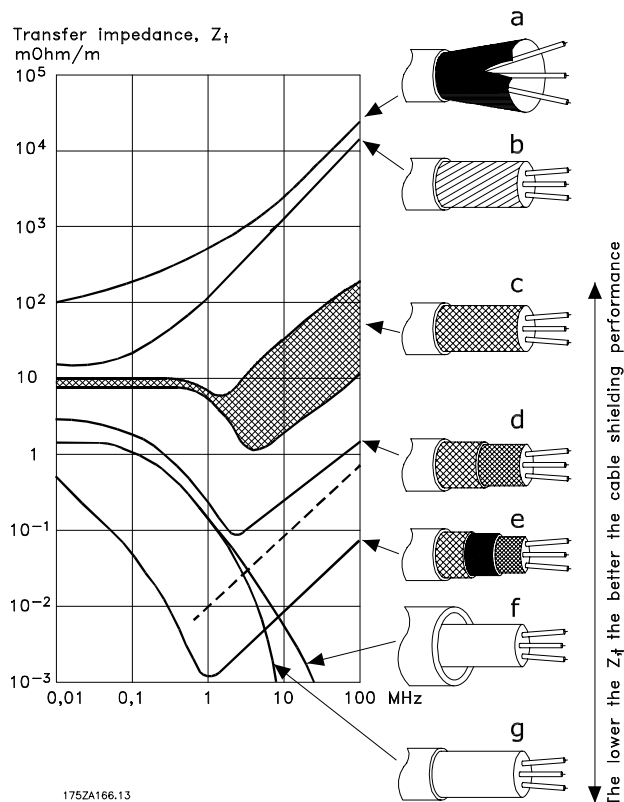 Transfer impedance, Zt
mOhm/m
10⁵
10⁴
10³
10²
10
1
10⁻¹
10⁻²
10⁻³
0,01
0,1
1
10
100
MHz
a
b
c
d
e
f
g
The lower the Zt the better the cable shielding performance
175ZA166.13